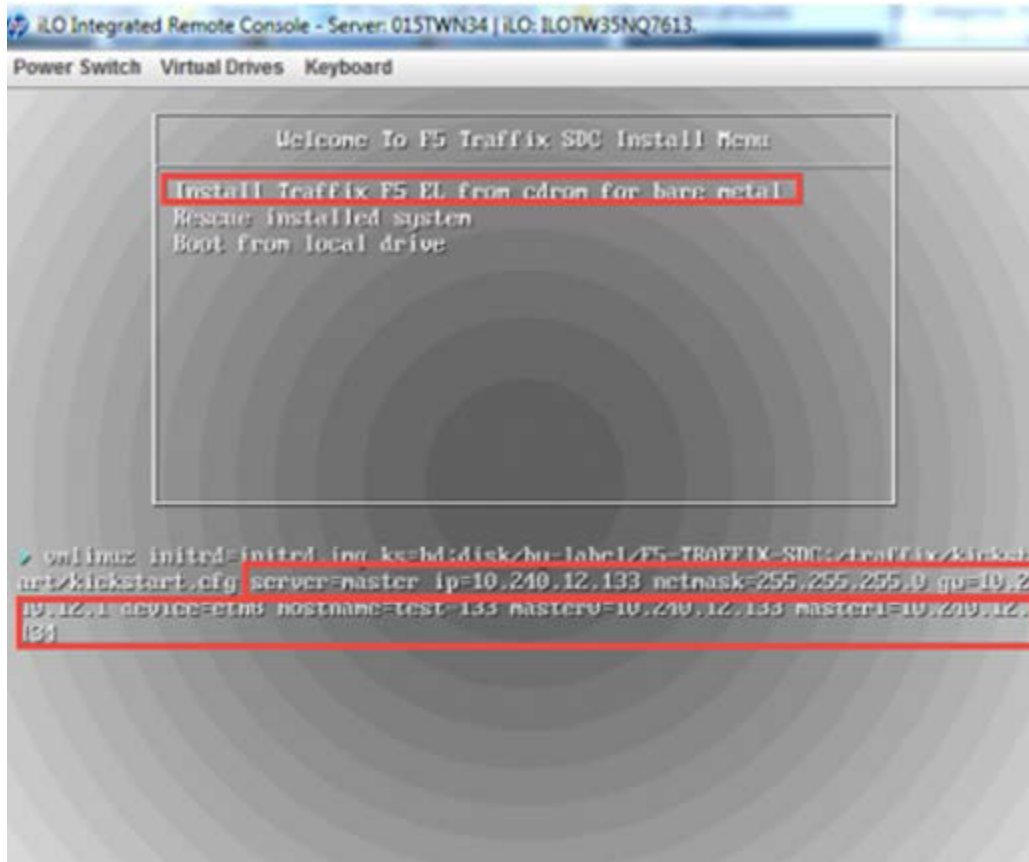 iLO Integrated Remote Console - Server: 015TWN34 | iLO: ILOTW35NQ7613.
Power Switch Virtual Drives Keyboard
Welcome To F5 Traffix SDC Install Menu
Install Traffix F5 EL from cdrom for bare metal
Rescue installed system
Boot from local drive
> vmlinuz initrd=initrd.img ks=hd:disk/by-label/F5-TRAFFIX-SDC:/traffix/kickst
art/kickstart.cfg server=master ip=10.240.12.133 netmask=255.255.255.0 gw=10.2
10.12.1 hostname=test-133 master0=10.240.12.133 master1=10.240.12.